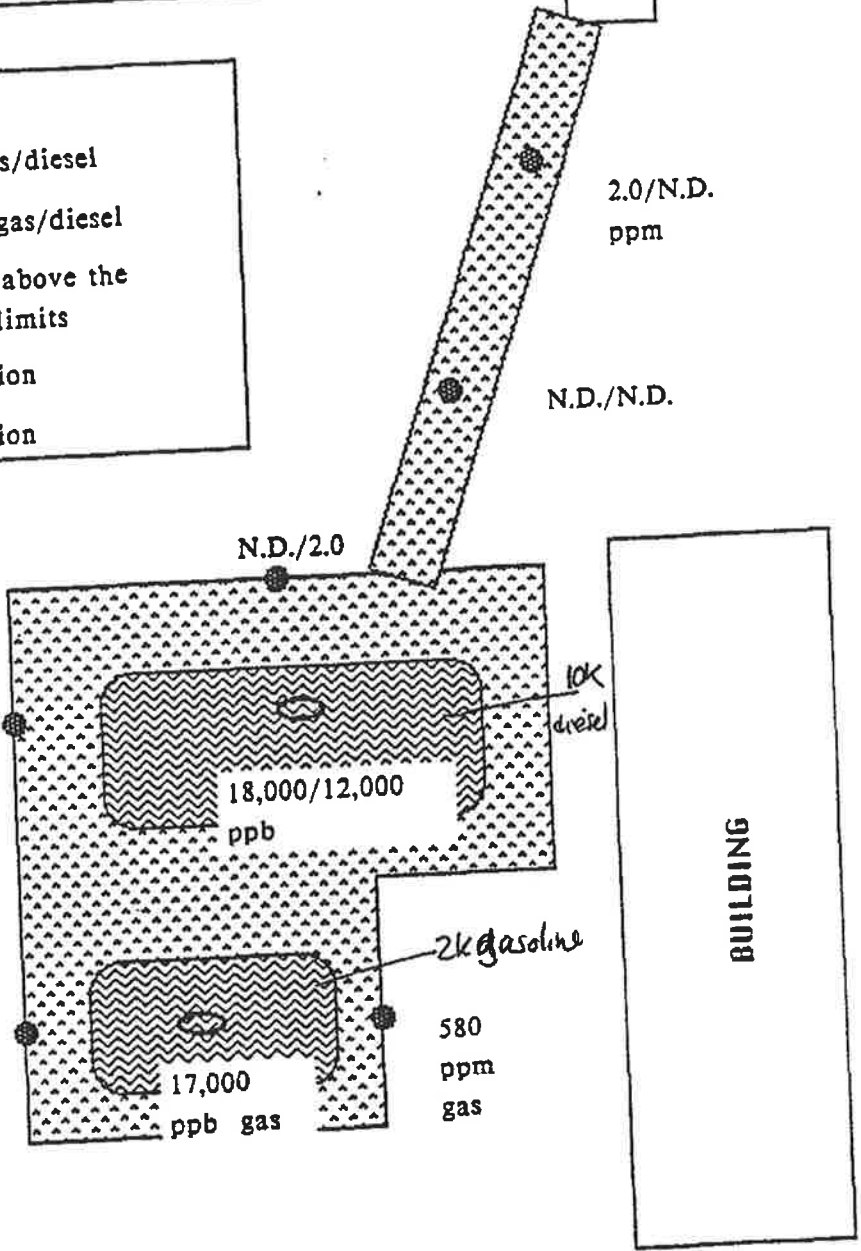 s/diesel
gas/diesel
above the
limits
ion
ion
2.0/N.D.
ppm
N.D./N.D.
N.D./2.0
10K
diesel
18,000/12,000
ppb
BUILDING
2k gasoline
580
ppm
gas
17,000
ppb gas